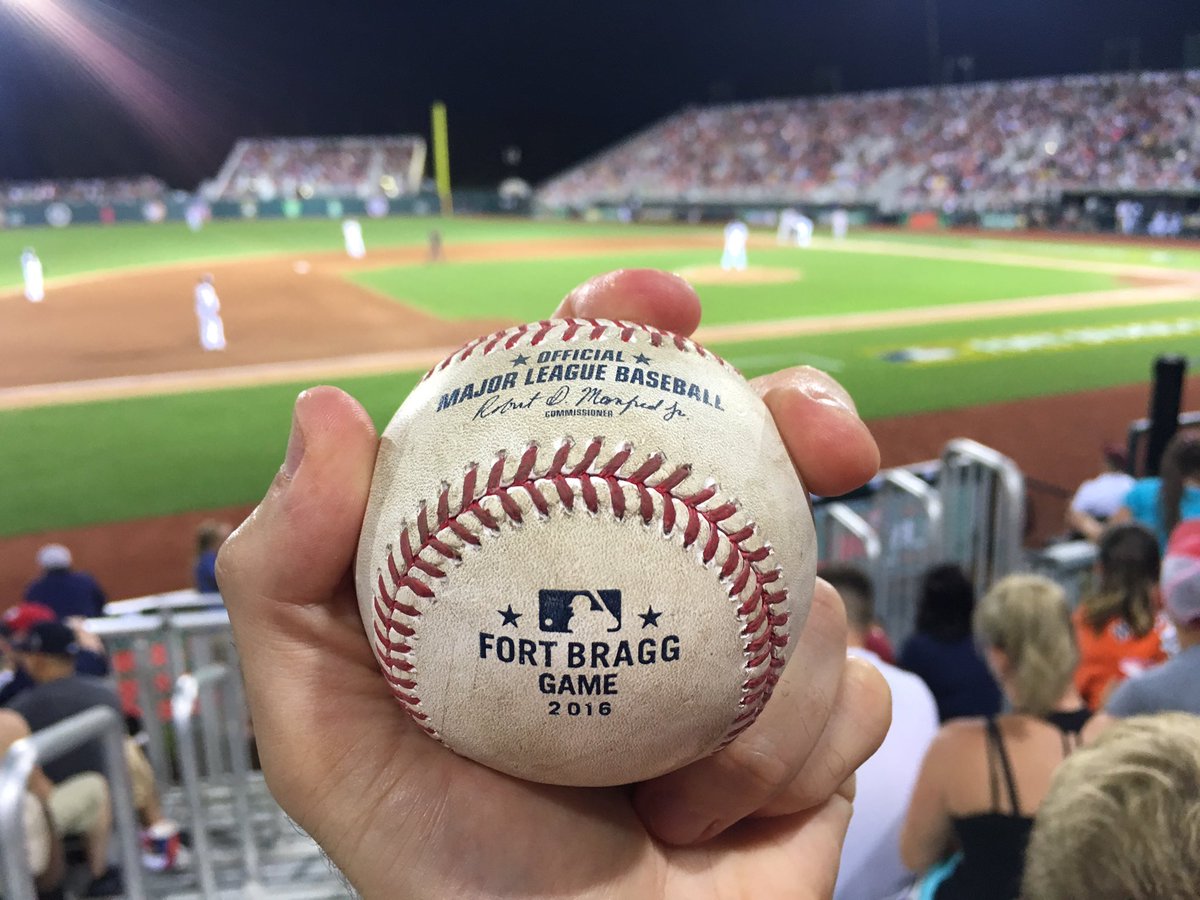 OFFICIAL
MAJOR LEAGUE BASEBALL
Robert D. Manfred Jr.
COMMISSIONER
FORT BRAGG
GAME
2016